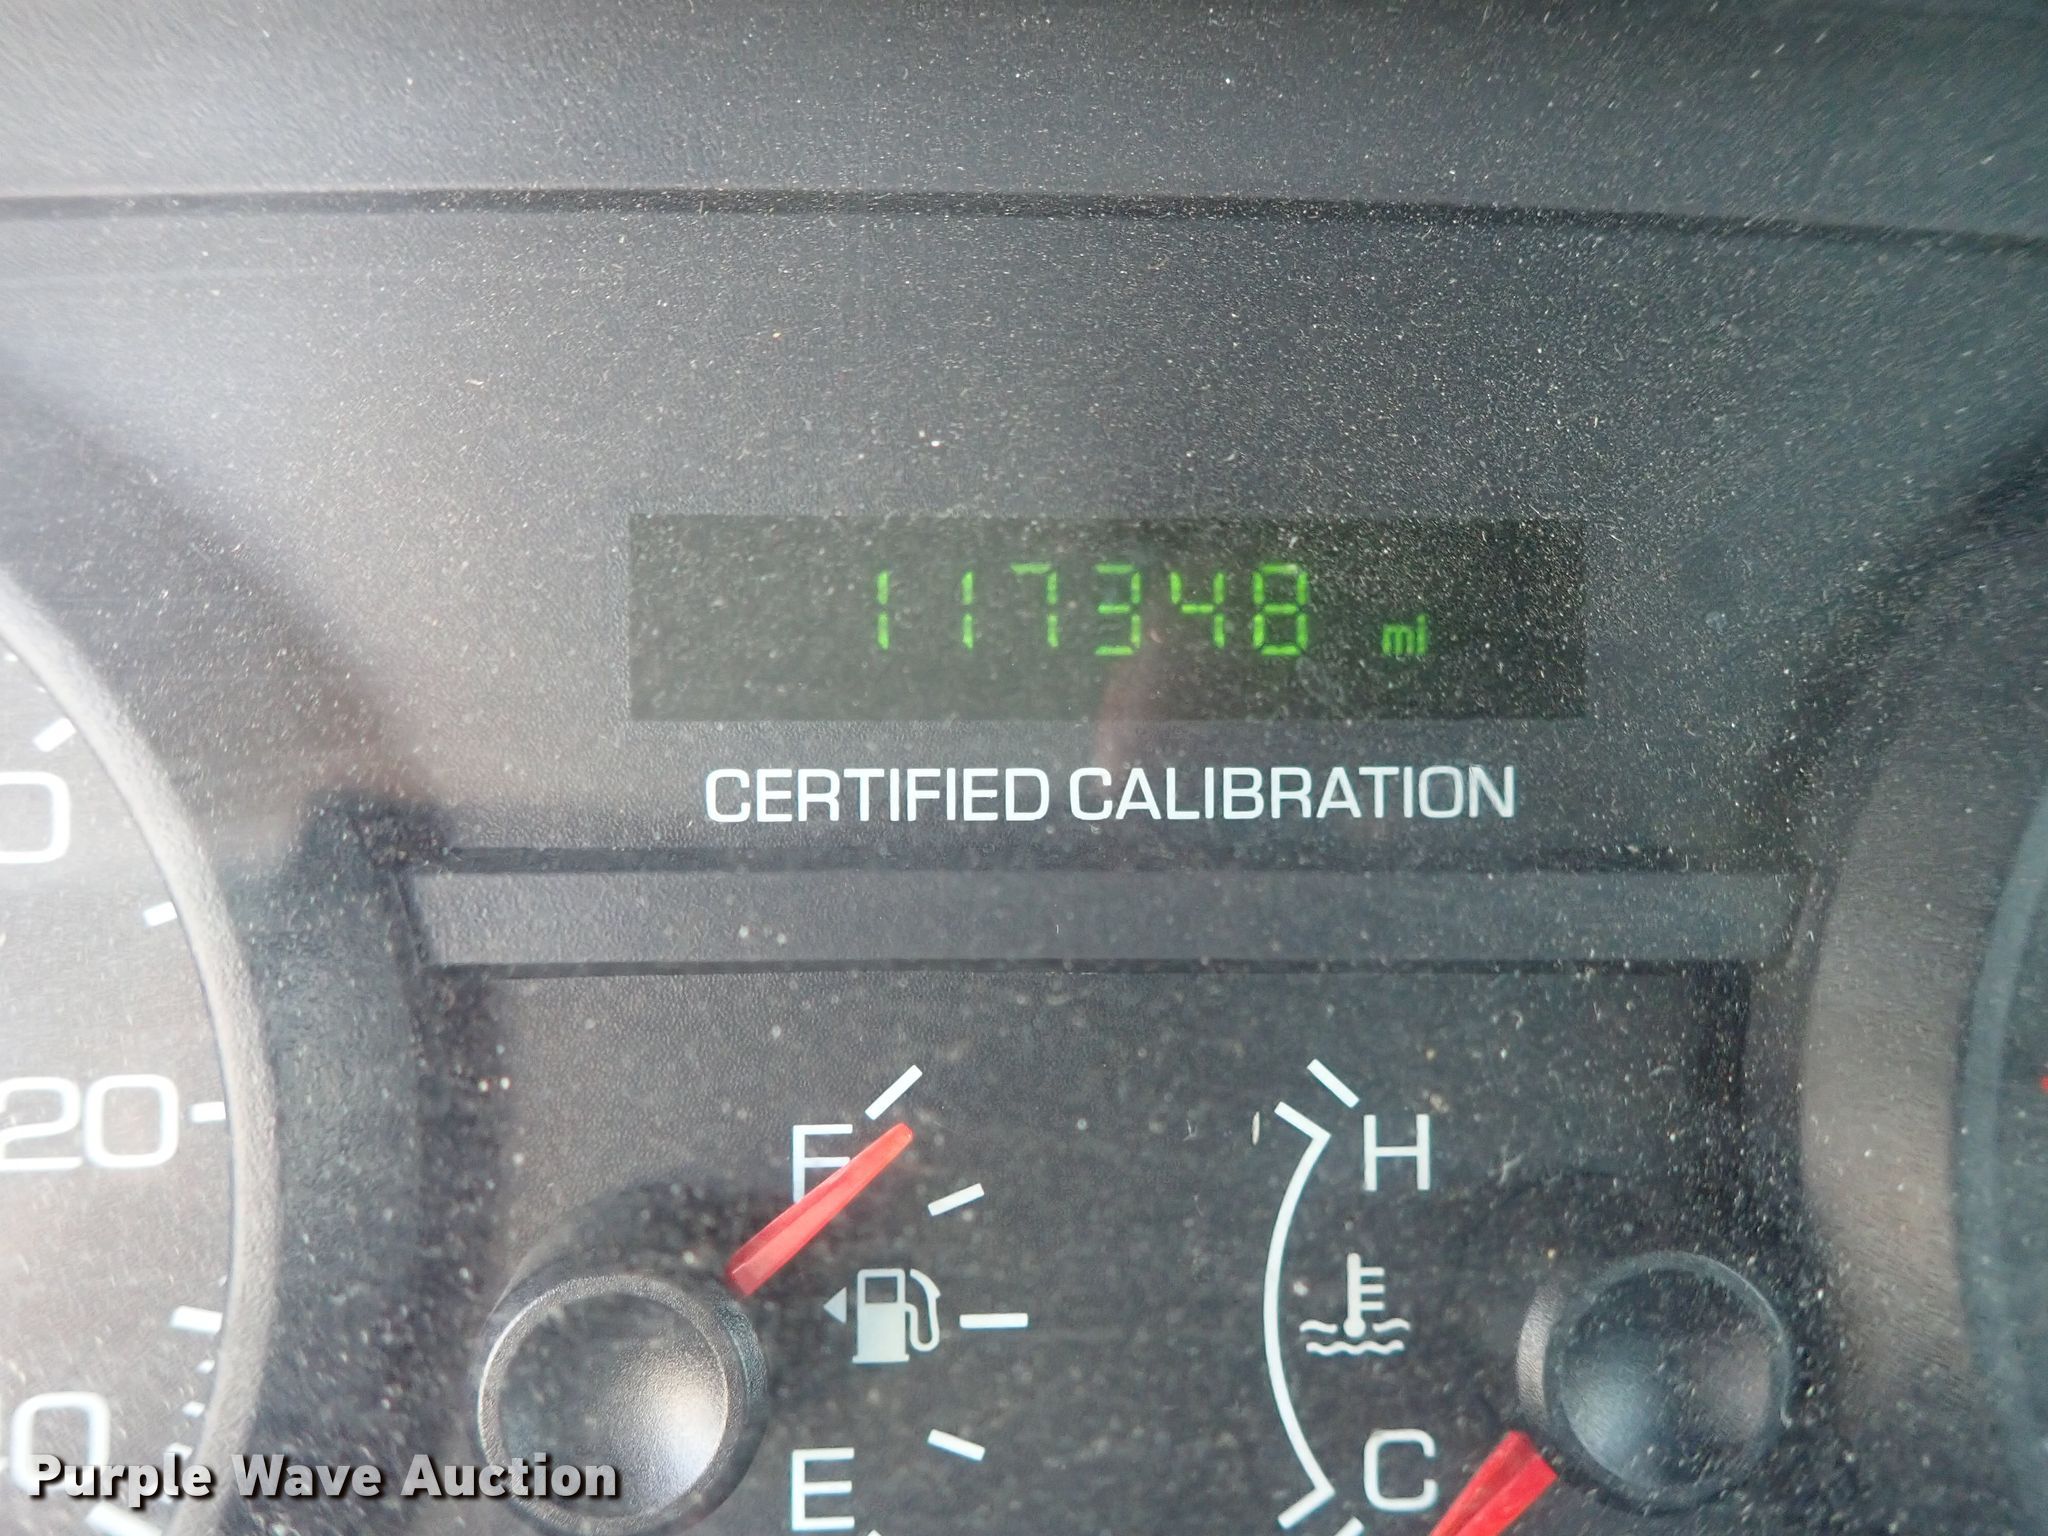 117348 mi
CERTIFIED CALIBRATION
20
F
H
E
C
Purple Wave Auction